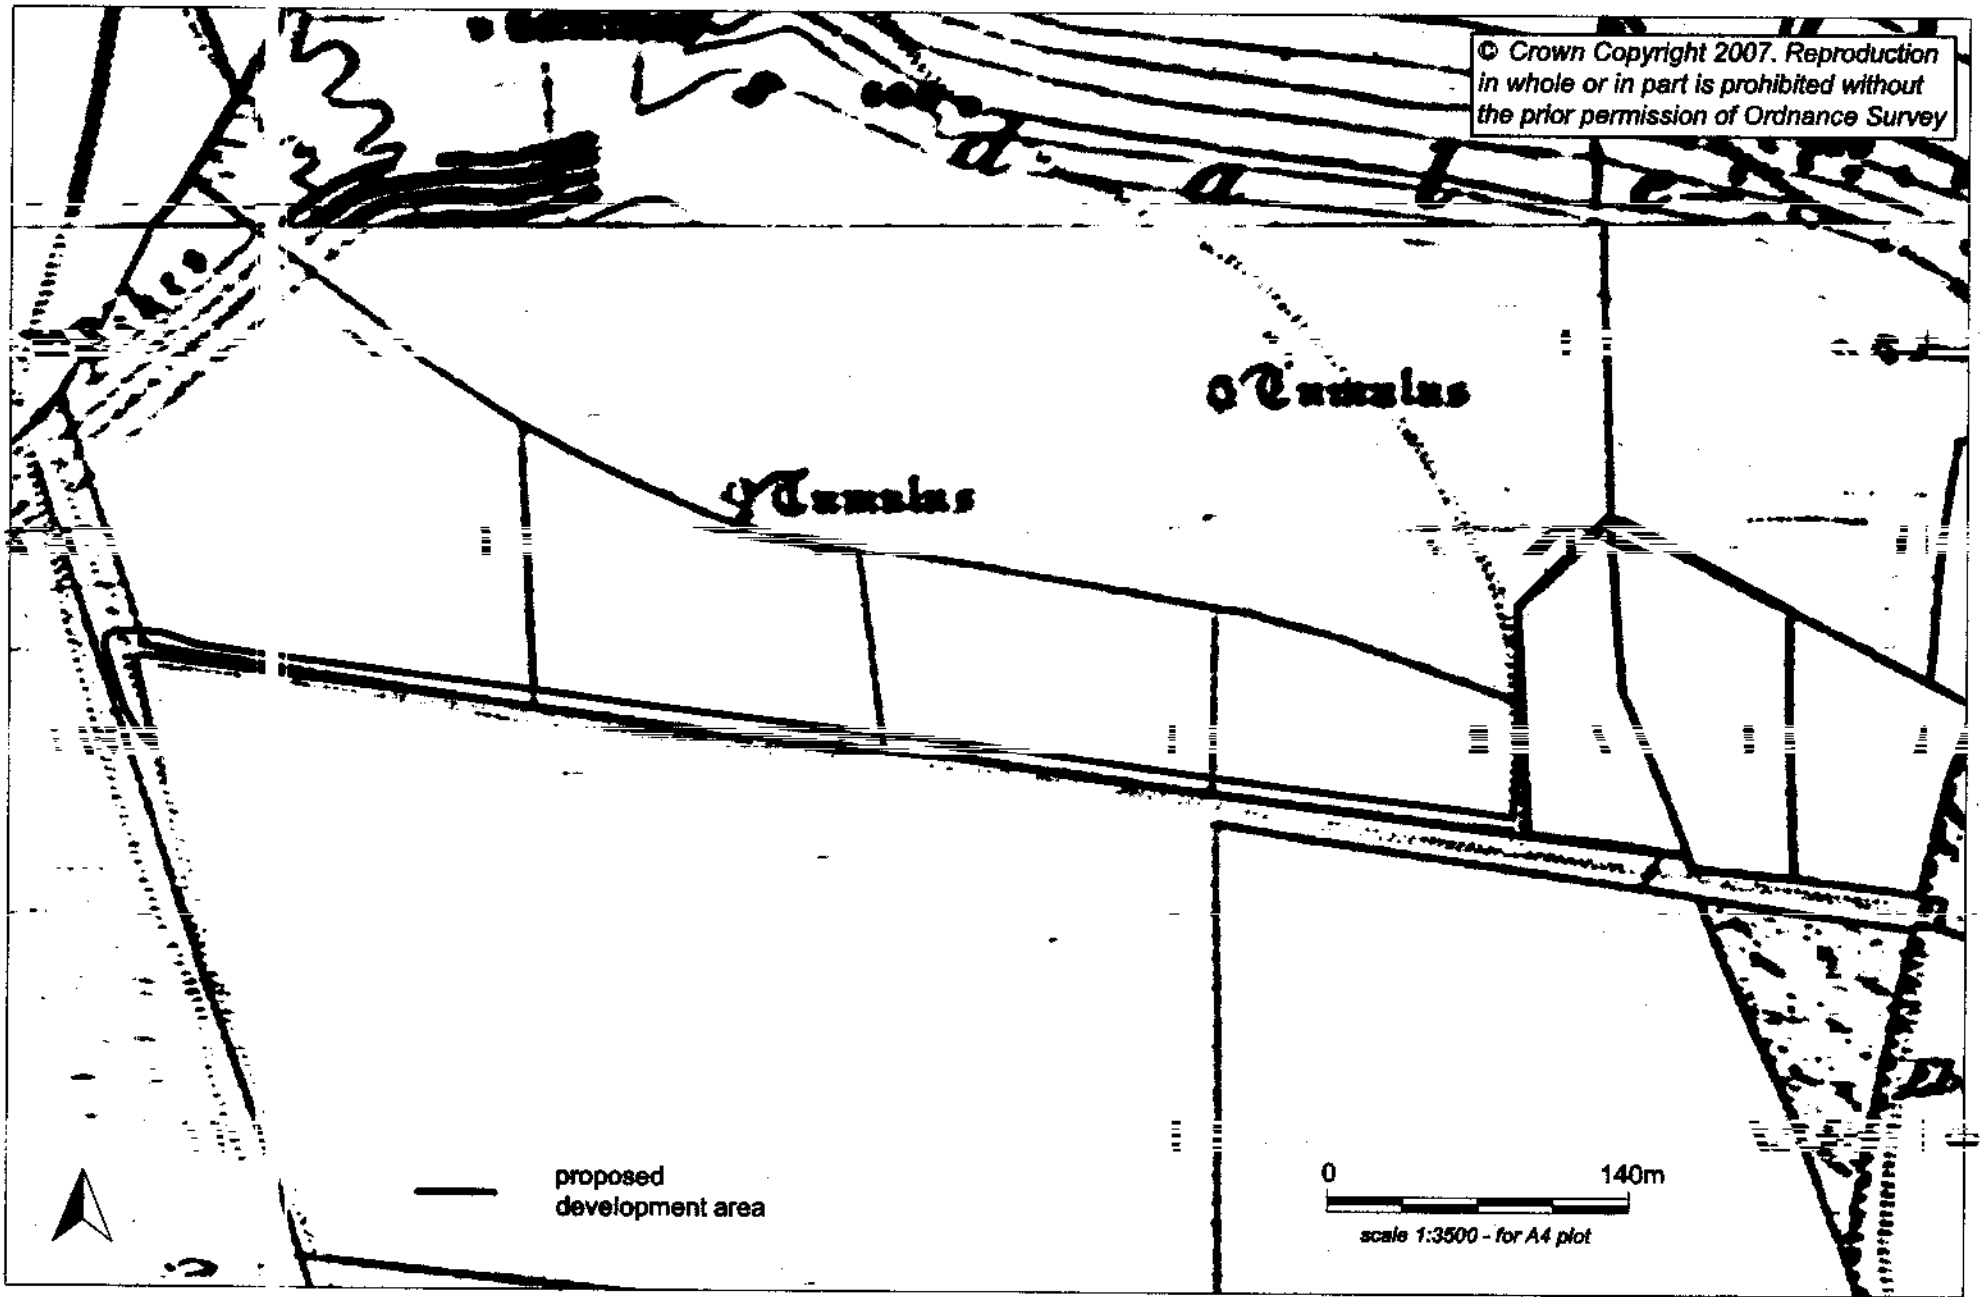 © Crown Copyright 2007. Reproduction
in whole or in part is prohibited without
the prior permission of Ordnance Survey
d a l e
Tumulus
Tumulus
proposed
development area
0 140m
scale 1:3500 - for A4 plot